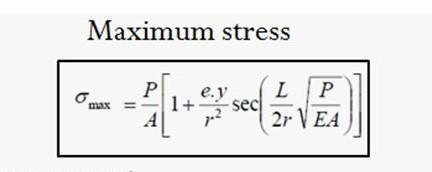 Maximum stress
σmax = P/A [1 + e.y/r² sec(L/2r √P/EA)]